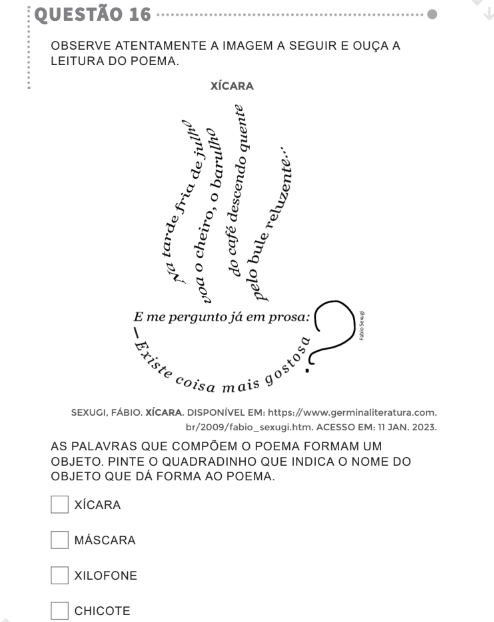 QUESTÃO 16
OBSERVE ATENTAMENTE A IMAGEM A SEGUIR E OUÇA A
LEITURA DO POEMA.
XÍCARA
Na tarde fria de julho
voa o cheiro, o barulho
do café descendo quente
pelo bule reluzente...
E me pergunto já em prosa:
—Existe coisa mais gostosa?
Fábio Sexugi
SEXUGI, FÁBIO. XÍCARA. DISPONÍVEL EM: https://www.germinaliteratura.com.
br/2009/fabio_sexugi.htm. ACESSO EM: 11 JAN. 2023.
AS PALAVRAS QUE COMPÕEM O POEMA FORMAM UM
OBJETO. PINTE O QUADRADINHO QUE INDICA O NOME DO
OBJETO QUE DÁ FORMA AO POEMA.
XÍCARA
MÁSCARA
XILOFONE
CHICOTE